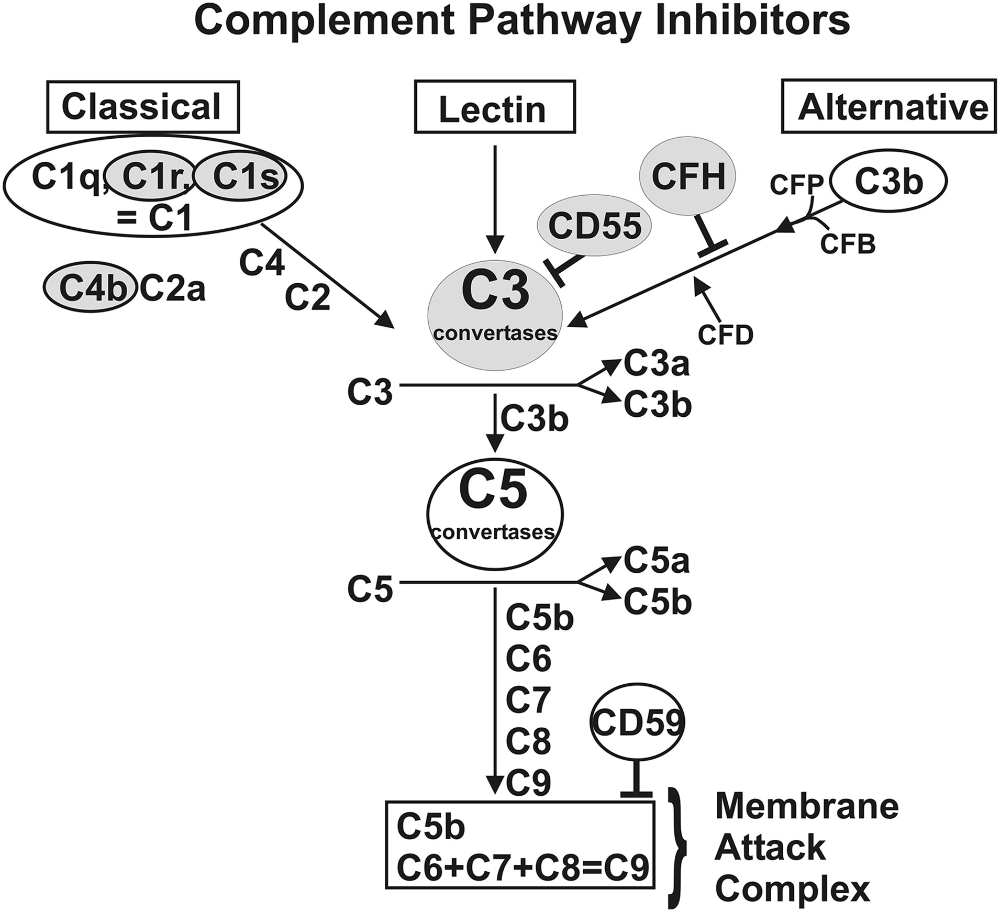 Complement Pathway Inhibitors
Classical
Lectin
Alternative
C1q, C1r, C1s
= C1
CFH
CFP
C3b
CD55
CFB
C4
C2
C4b C2a
C3
convertases
CFD
C3
C3a
C3b
C3b
C5
convertases
C5
C5a
C5b
C5b
C6
C7
C8
C9
CD59
C5b
C6+C7+C8=C9
} Membrane
Attack
Complex